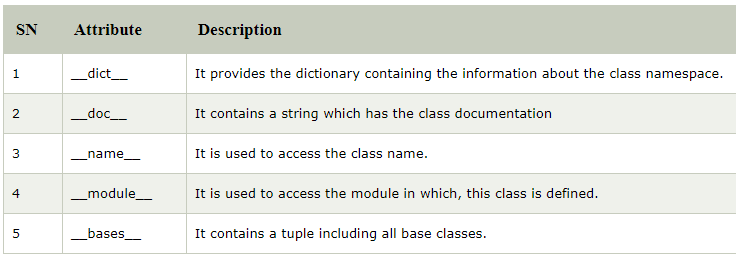 SN Attribute Description
1 __dict__ It provides the dictionary containing the information about the class namespace.
2 __doc__ It contains a string which has the class documentation
3 __name__ It is used to access the class name.
4 __module__ It is used to access the module in which, this class is defined.
5 __bases__ It contains a tuple including all base classes.